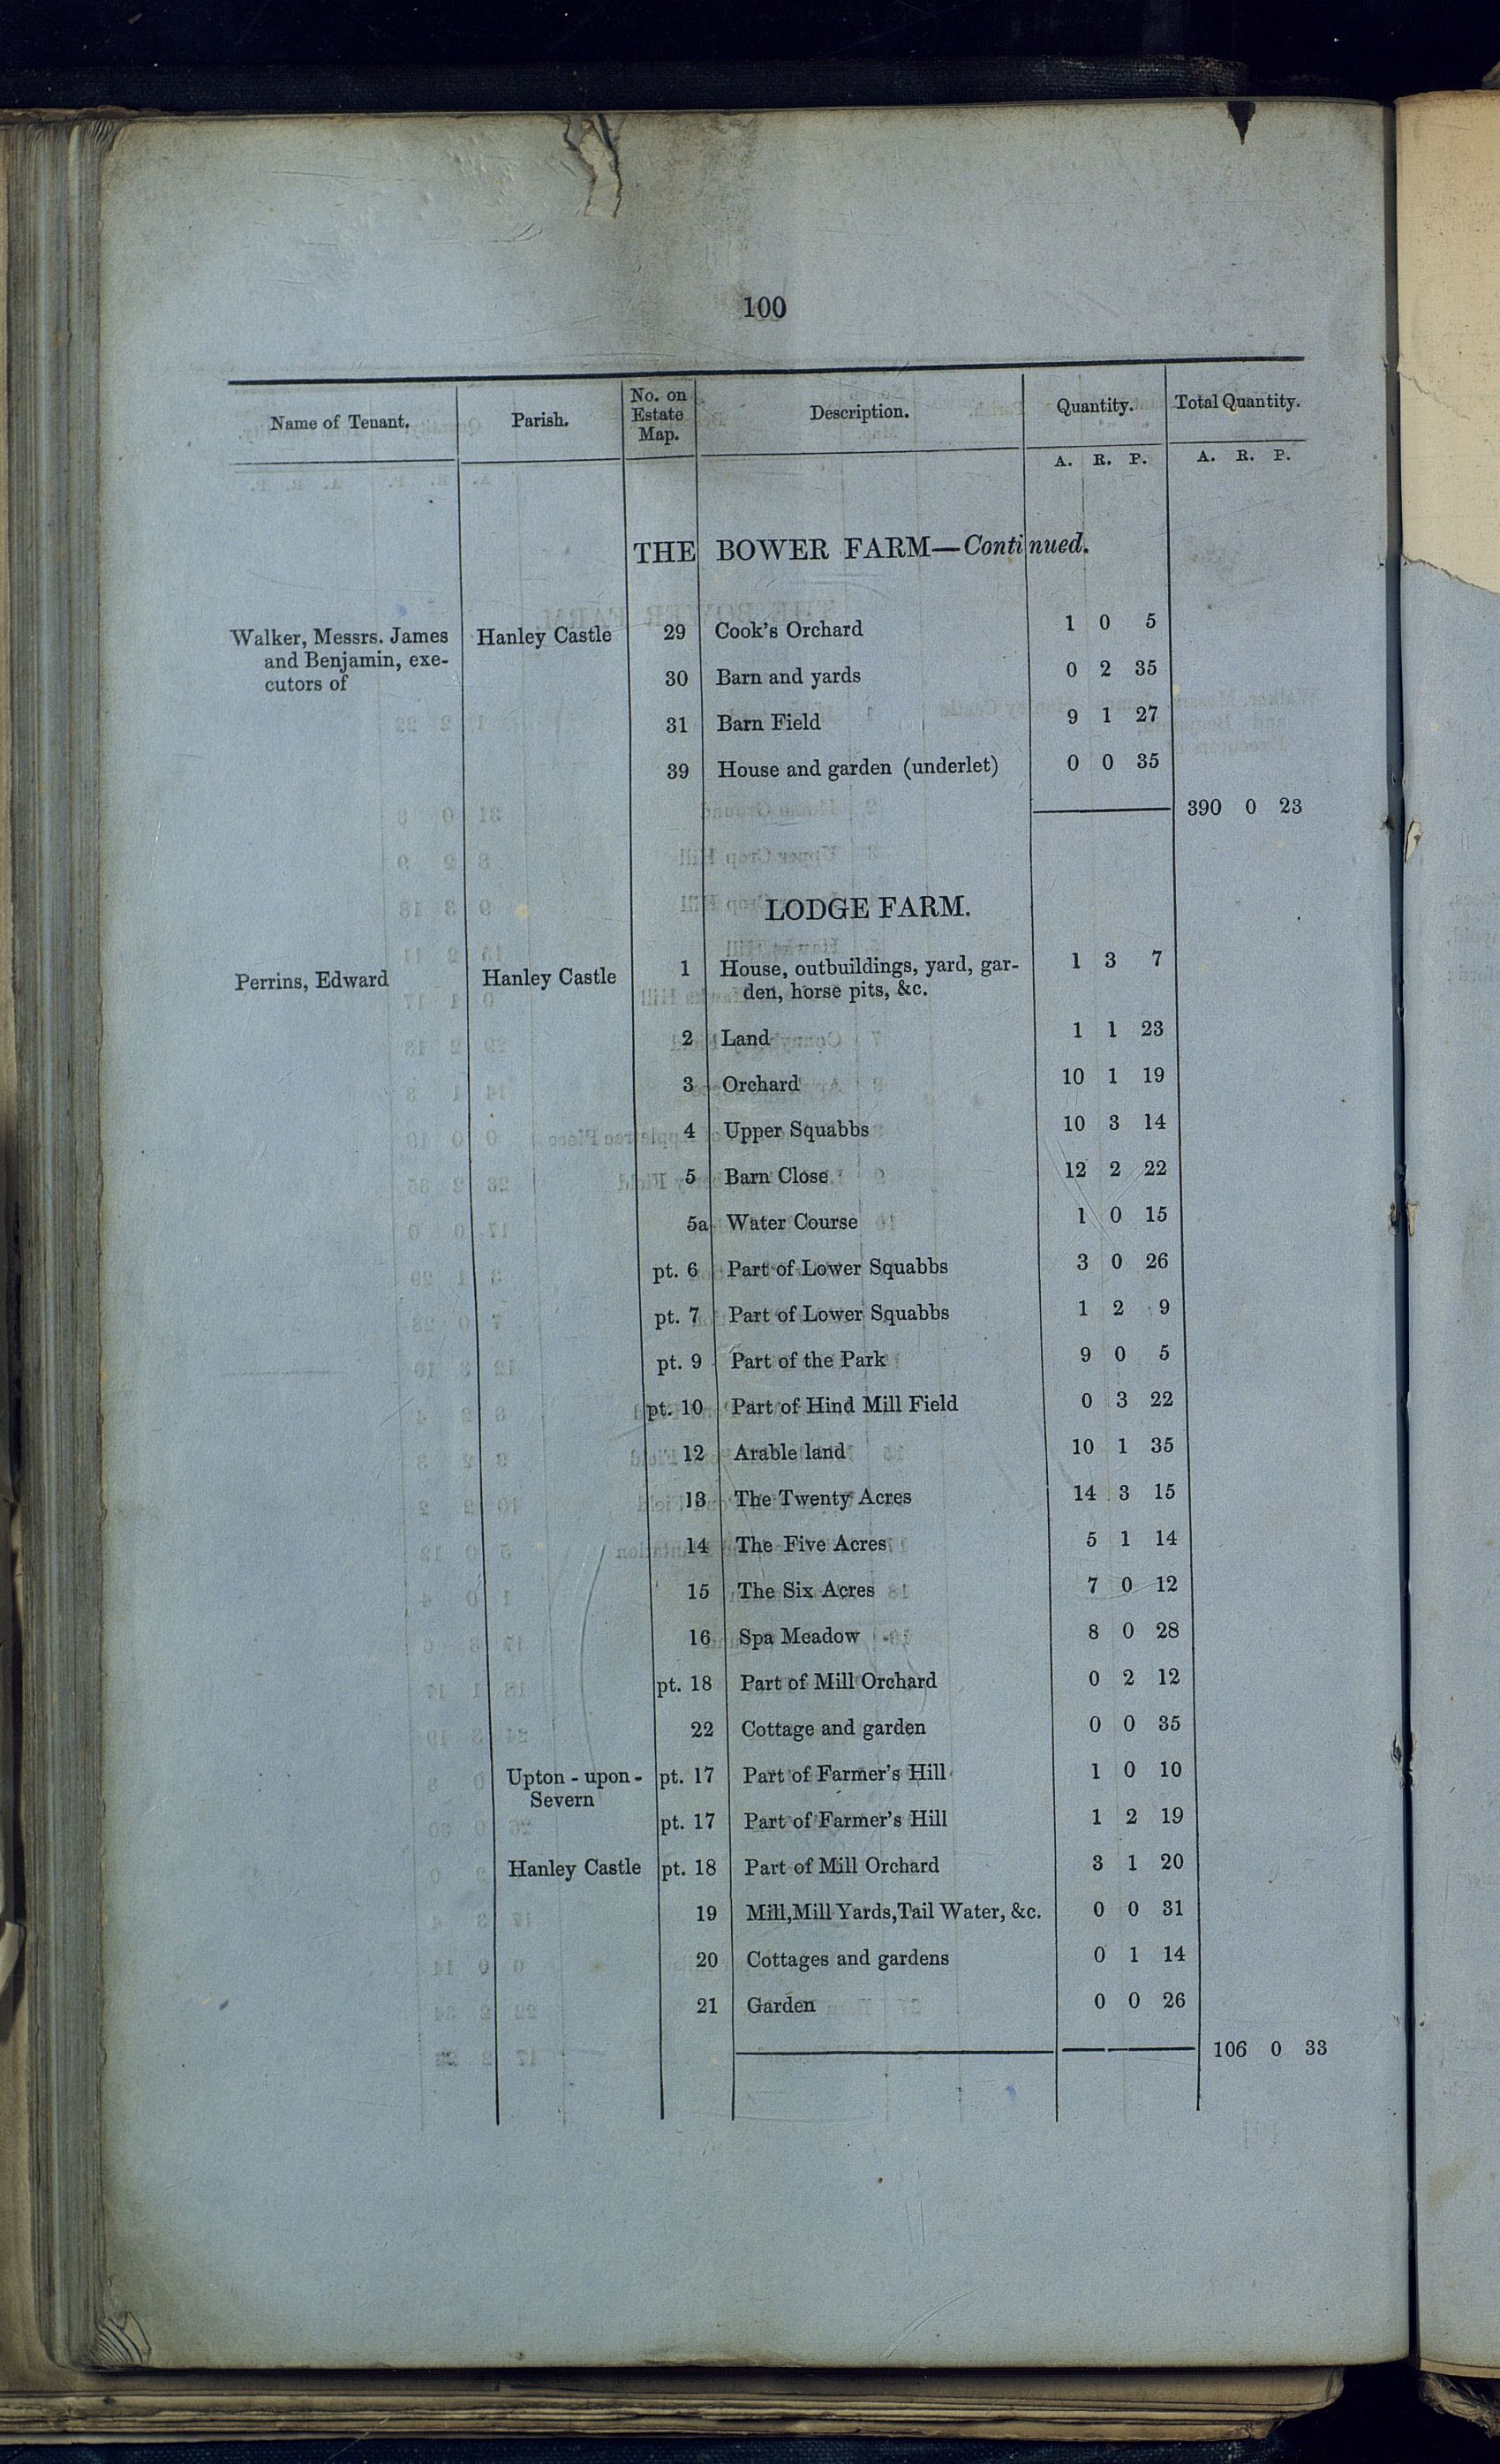 100
Name of Tenant. Parish. No. on Estate Map. Description. Quantity. Total Quantity.
A. R. P. A. R. P.
THE BOWER FARM—Continued.
Walker, Messrs. James Hanley Castle 29 Cook's Orchard 1 0 5
and Benjamin, exe-
cutors of
30 Barn and yards 0 2 35
31 Barn Field 9 1 27
39 House and garden (underlet) 0 0 35
390 0 23
LODGE FARM.
Perrins, Edward Hanley Castle 1 House, outbuildings, yard, gar- 1 3 7
den, horse pits, &c.
2 Land 1 1 23
3 Orchard 10 1 19
4 Upper Squabbs 10 3 14
5 Barn Close 12 2 22
5a Water Course 1 0 15
pt. 6 Part of Lower Squabbs 3 0 26
pt. 7 Part of Lower Squabbs 1 2 9
pt. 9 Part of the Park 9 0 5
pt. 10 Part of Hind Mill Field 0 3 22
12 Arable land 10 1 35
13 The Twenty Acres 14 3 15
14 The Five Acres 5 1 14
15 The Six Acres 7 0 12
16 Spa Meadow 8 0 28
pt. 18 Part of Mill Orchard 0 2 12
22 Cottage and garden 0 0 35
Upton-upon- pt. 17 Part of Farmer's Hill 1 0 10
Severn
pt. 17 Part of Farmer's Hill 1 2 19
Hanley Castle pt. 18 Part of Mill Orchard 3 1 20
19 Mill, Mill Yards, Tail Water, &c. 0 0 31
20 Cottages and gardens 0 1 14
21 Garden 0 0 26
106 0 33